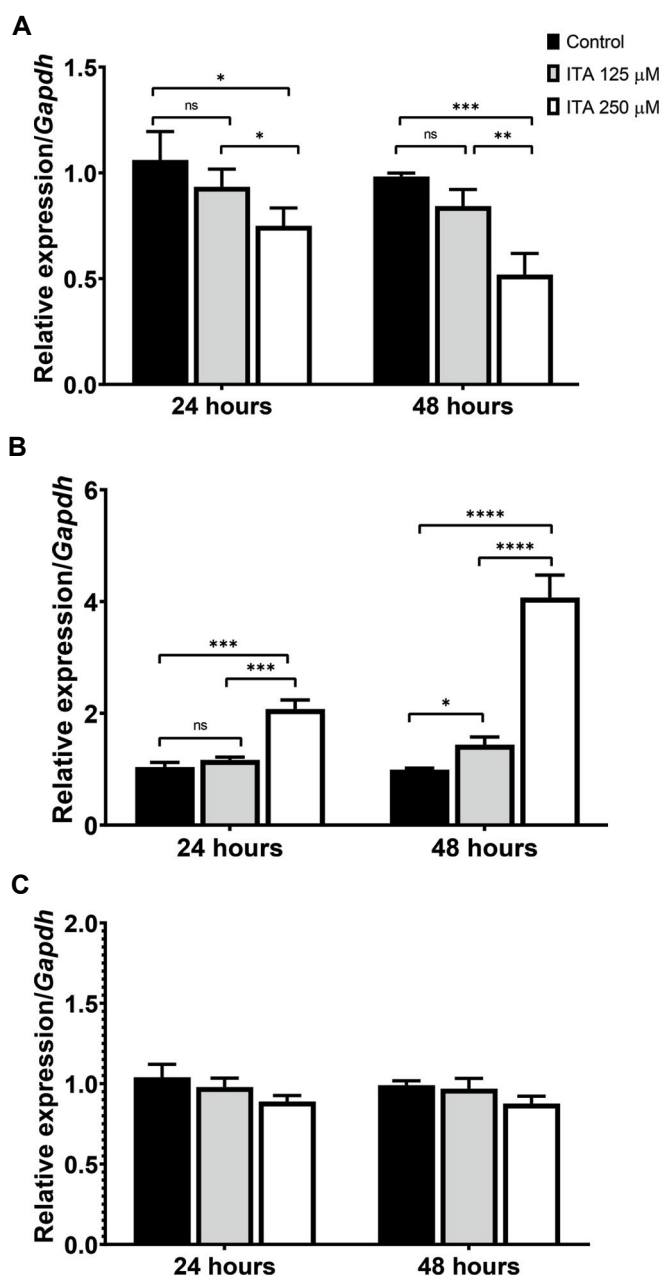 A
Control
ITA 125 μM
ITA 250 μM
Relative expression/Gapdh
1.5
1.0
0.5
0.0
*
ns
*
***
ns
**
24 hours
48 hours
B
Relative expression/Gapdh
6
4
2
0
***
***
ns
****
****
*
24 hours
48 hours
C
Relative expression/Gapdh
2.0
1.5
1.0
0.5
0.0
24 hours
48 hours